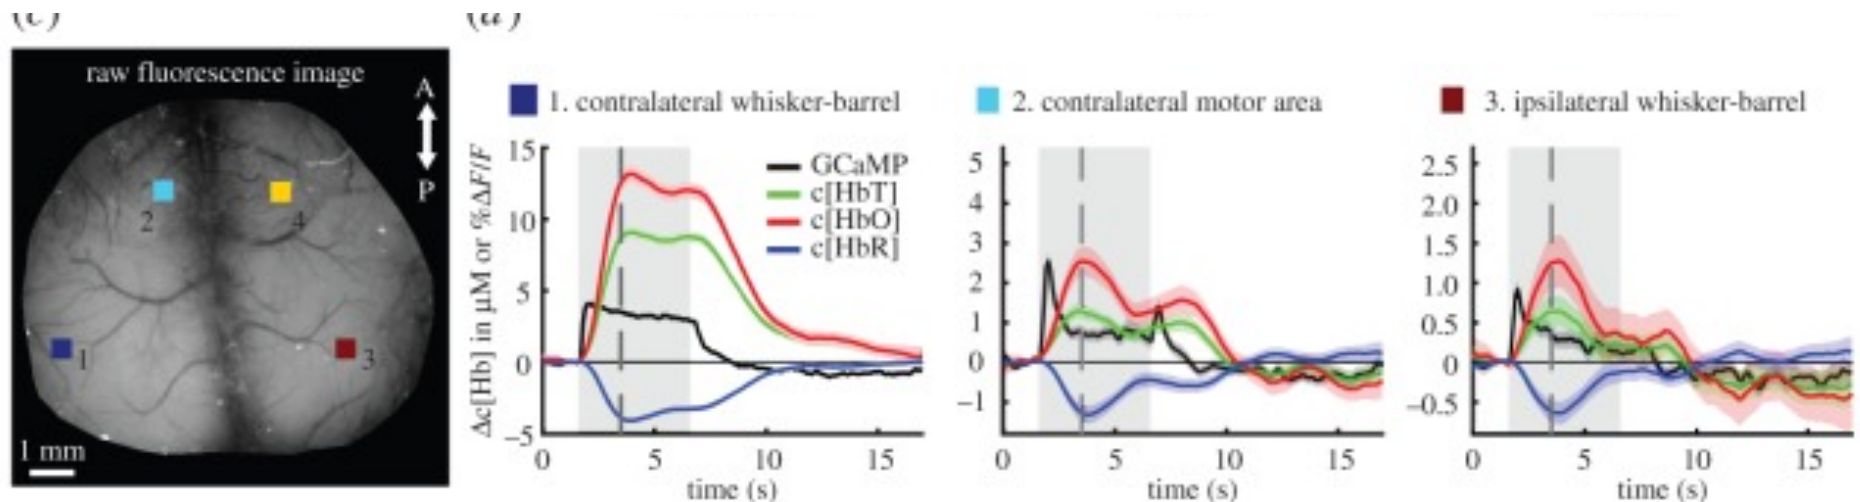 (c)
raw fluorescence image
A
P
2
4
1
3
1 mm
1. contralateral whisker-barrel
Δc[Hb] in μM or %ΔF/F
15
10
5
0
−5
GCaMP
c[HbT]
c[HbO]
c[HbR]
0 5 10 15
time (s)
2. contralateral motor area
5
4
3
2
1
0
−1
0 5 10 15
time (s)
3. ipsilateral whisker-barrel
2.5
2.0
1.5
1.0
0.5
0
−0.5
0 5 10 15
time (s)